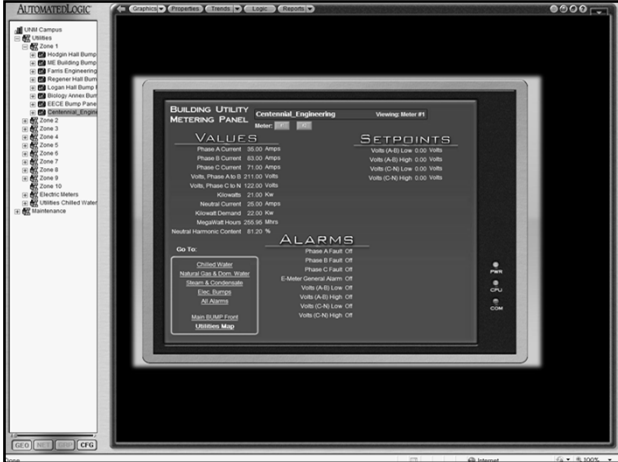 AUTOMATEDLOGIC
Graphics Properties Trends Logic Reports
UNM Campus
Utilities
Zone 1
Hodgin Hall Bump
ME Building Bump
Farris Engineering
Regener Hall Bum
Logan Hall Bump
Biology Annex Bum
EECE Bump Pane
Centennial_Engine
Zone 2
Zone 3
Zone 4
Zone 5
Zone 6
Zone 7
Zone 8
Zone 9
Zone 10
Electric Meters
Utilities Chilled Water
Maintenance
GEO NET GRP CFG
BUILDING UTILITY
METERING PANEL
Centennial_Engineering Viewing: Meter #1
Meter:
VALUES
Phase A Current 35.00 Amps
Phase B Current 83.00 Amps
Phase C Current 71.00 Amps
Volts, Phase A to B 211.00 Volts
Volts, Phase C to N 122.00 Volts
Kilowatts 21.00 Kw
Neutral Current 25.00 Amps
Kilowatt Demand 22.00 Kw
MegaWatt Hours 255.95 Mhrs
Neutral Harmonic Content 81.20 %
SETPOINTS
Volts (A-B) Low 0.00 Volts
Volts (A-B) High 0.00 Volts
Volts (C-N) Low 0.00 Volts
Volts (C-N) High 0.00 Volts
ALARMS
Phase A Fault Off
Phase B Fault Off
Phase C Fault Off
E-Meter General Alarm Off
Volts (A-B) Low Off
Volts (A-B) High Off
Volts (C-N) Low Off
Volts (C-N) High Off
Go To:
Chilled Water
Natural Gas & Dom. Water
Steam & Condensate
Elec. Bumps
All Alarms
Main BUMP Front
Utilities Map
PWR
CPU
COM
Done
Internet
100%